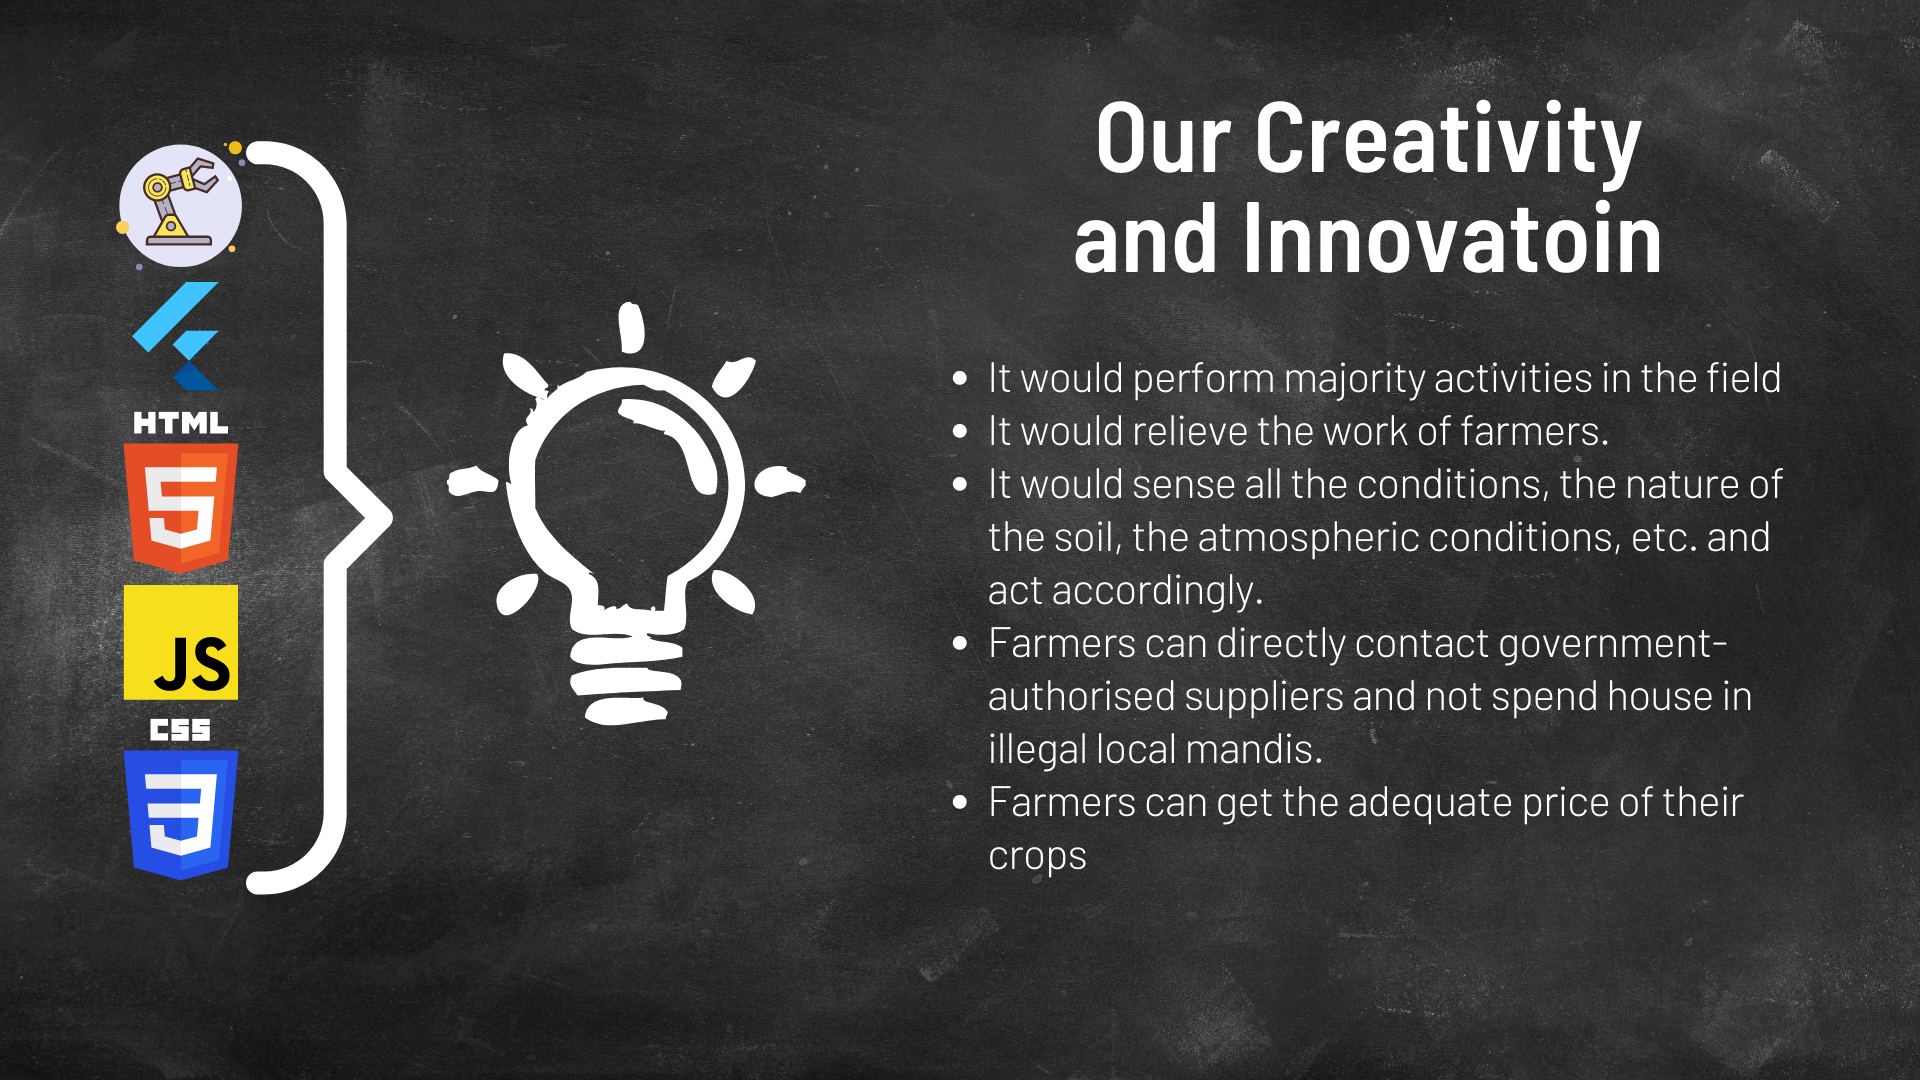 Our Creativity
and Innovatoin
HTML
5
JS
CSS
3
• It would perform majority activities in the field
• It would relieve the work of farmers.
• It would sense all the conditions, the nature of
the soil, the atmospheric conditions, etc. and
act accordingly.
• Farmers can directly contact government-
authorised suppliers and not spend house in
illegal local mandis.
• Farmers can get the adequate price of their
crops